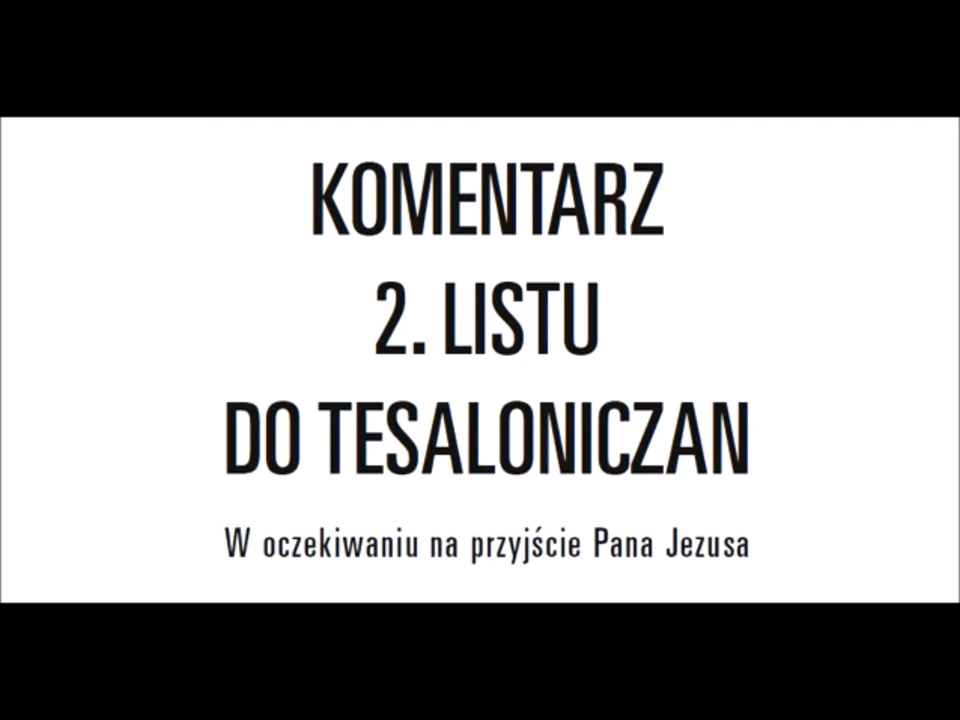 KOMENTARZ
2. LISTU
DO TESALONICZAN
W oczekiwaniu na przyjście Pana Jezusa